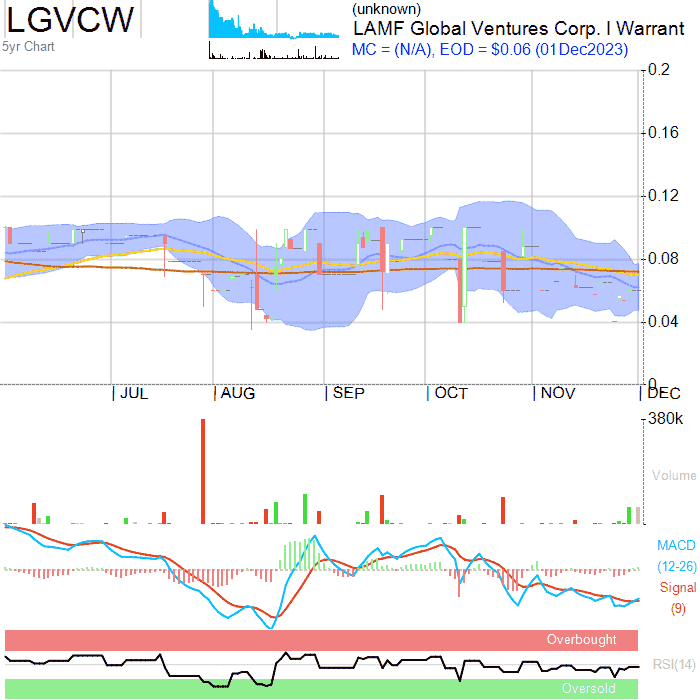 LGVCW
5yr Chart
(unknown)
LAMF Global Ventures Corp. I Warrant
MC = (N/A), EOD = $0.06 (01Dec2023)
0.2
0.16
0.12
0.08
0.04
0
JUL AUG SEP OCT NOV DEC
380k
Volume
MACD
(12-26)
Signal
(9)
Overbought
RSI(14)
Oversold